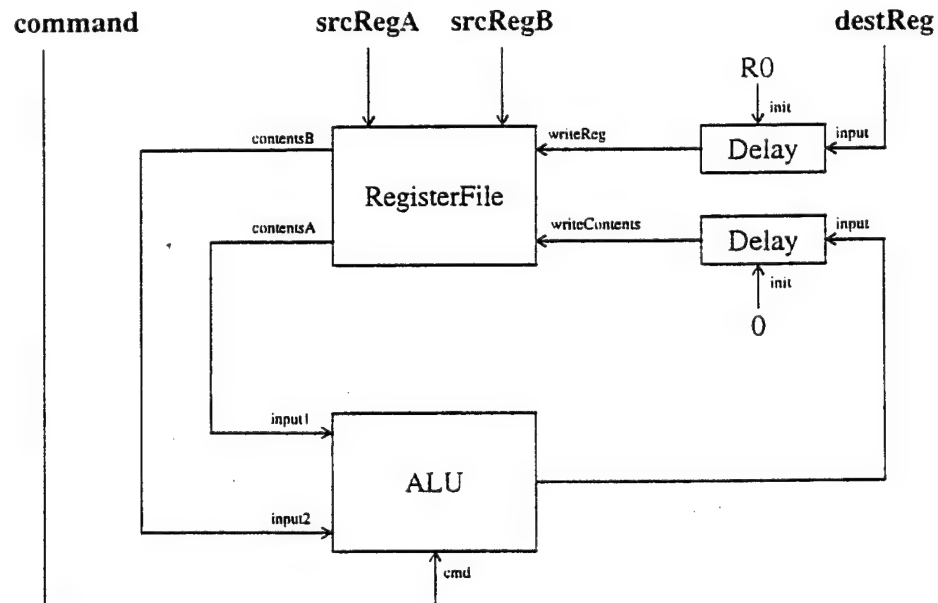 command srcRegA srcRegB destReg
R0
init
contentsB writeReg input
Delay
RegisterFile
contentsA writeContents input
Delay
init
0
input1
ALU
input2
cmd